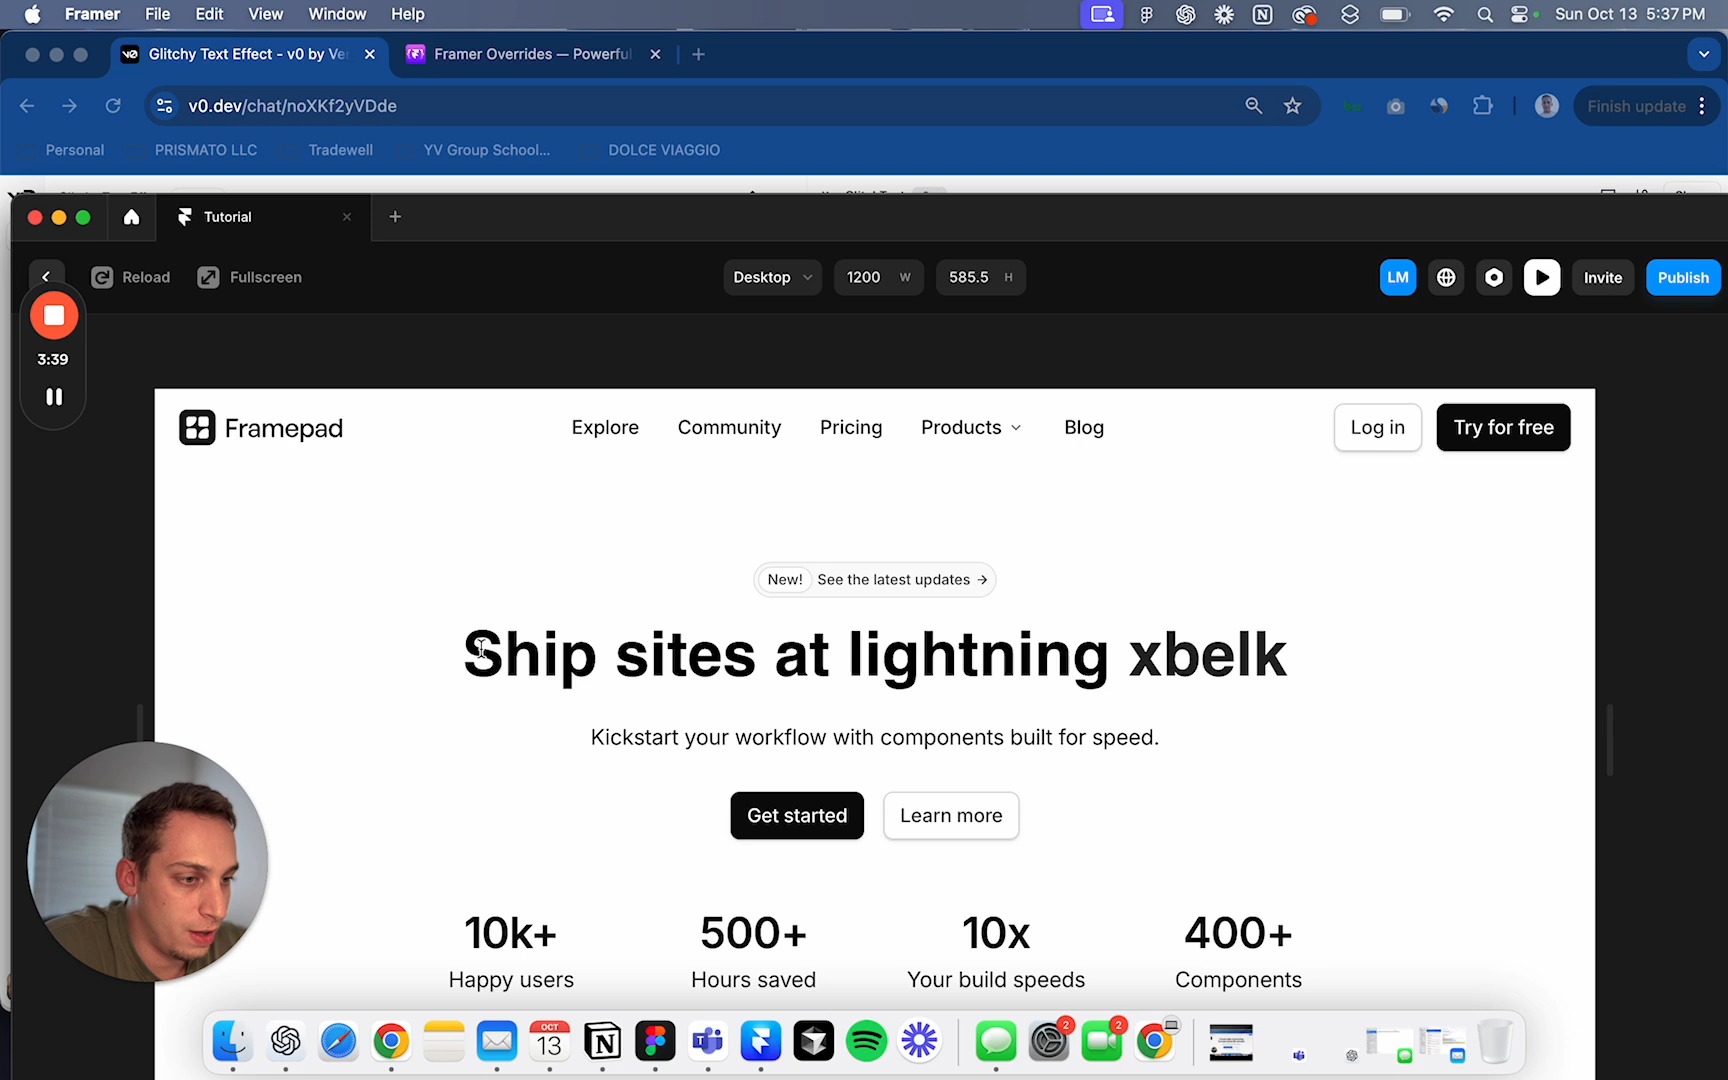 Framer File Edit View Window Help Sun Oct 13 5:37 PM
Glitchy Text Effect - v0 by Ve
Framer Overrides — Powerful
v0.dev/chat/noXKf2yVDde Finish update
Personal PRISMATO LLC Tradewell YV Group School... DOLCE VIAGGIO
Tutorial
Reload Fullscreen Desktop 1200 W 585.5 H LM Invite Publish
3:39
Framepad Explore Community Pricing Products Blog Log in Try for free
New! See the latest updates →
Ship sites at lightning xbelk
Kickstart your workflow with components built for speed.
Get started Learn more
10k+ 500+ 10x 400+
Happy users Hours saved Your build speeds Components
OCT
13
2
2